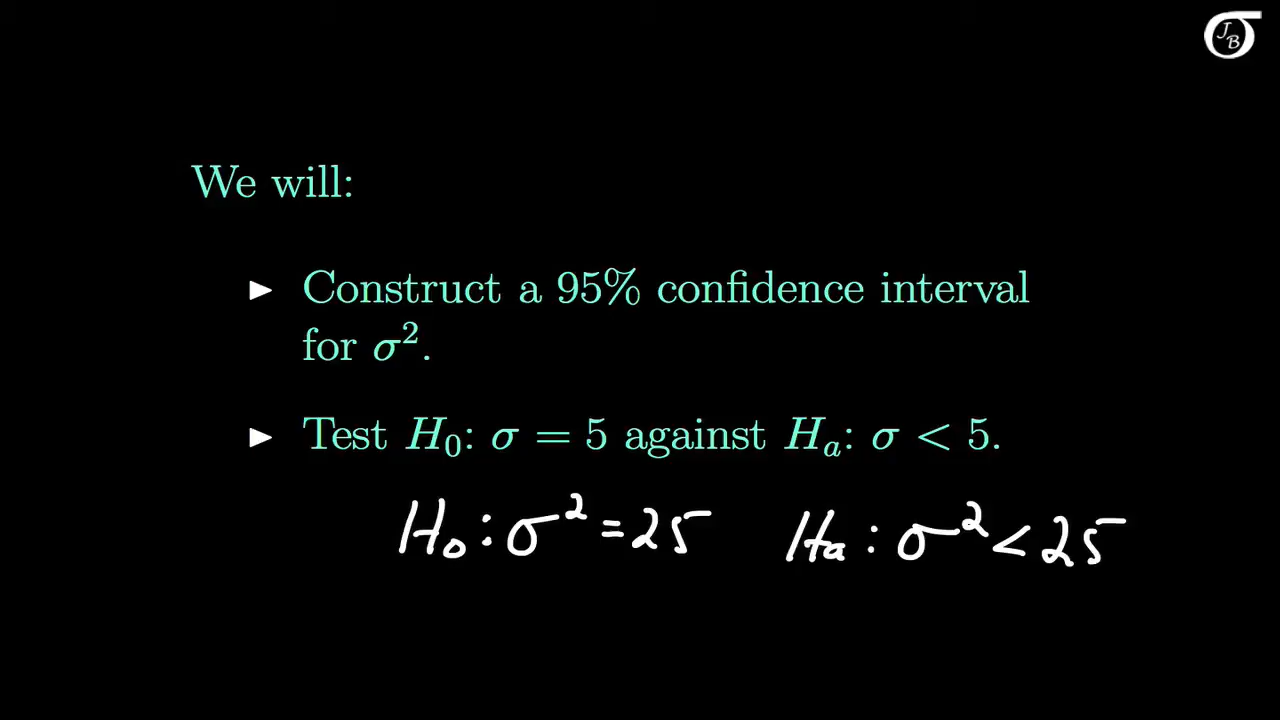 JB
We will:
► Construct a 95% confidence interval
for σ².
► Test H₀: σ = 5 against Hₐ: σ < 5.
H₀: σ² = 25 Hₐ: σ² < 25